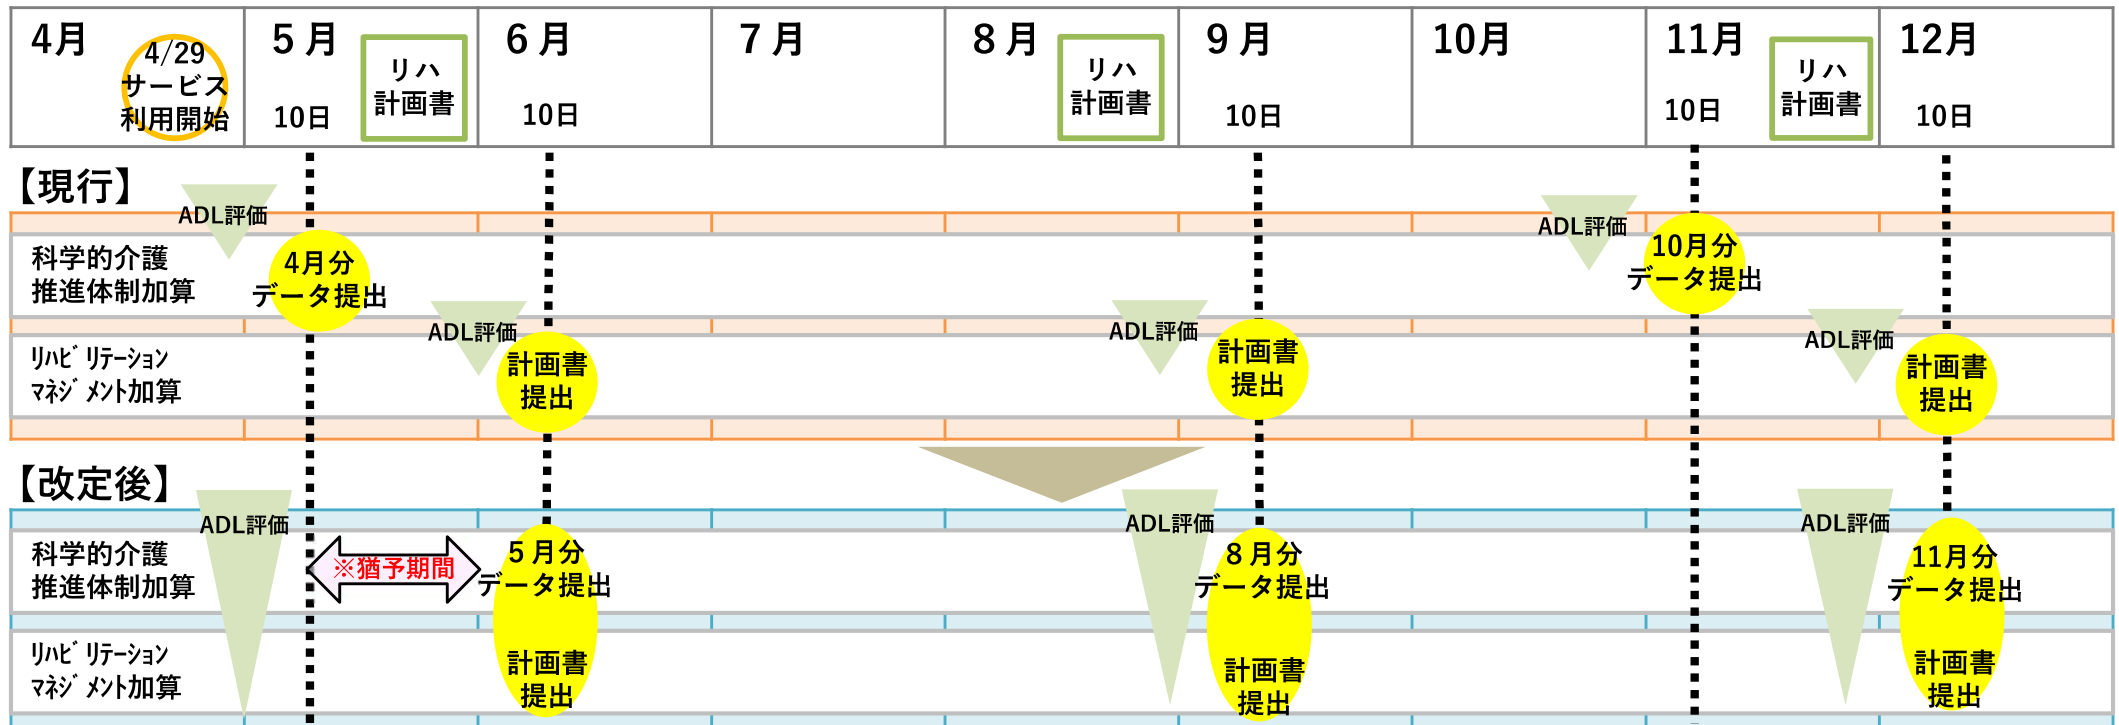 4月
4/29
サービス
利用開始
5月
10日
リハ
計画書
6月
10日
7月
8月
リハ
計画書
9月
10日
10月
11月
10日
リハ
計画書
12月
10日
【現行】
ADL評価
ADL評価
科学的介護
推進体制加算
4月分
データ提出
10月分
データ提出
ADL評価
ADL評価
ADL評価
ﾘﾊﾋﾞﾘﾃｰｼｮﾝ
ﾏﾈｼﾞﾒﾝﾄ加算
計画書
提出
計画書
提出
計画書
提出
【改定後】
ADL評価
ADL評価
ADL評価
科学的介護
推進体制加算
※猶予期間
5月分
データ提出
8月分
データ提出
11月分
データ提出
ﾘﾊﾋﾞﾘﾃｰｼｮﾝ
ﾏﾈｼﾞﾒﾝﾄ加算
計画書
提出
計画書
提出
計画書
提出